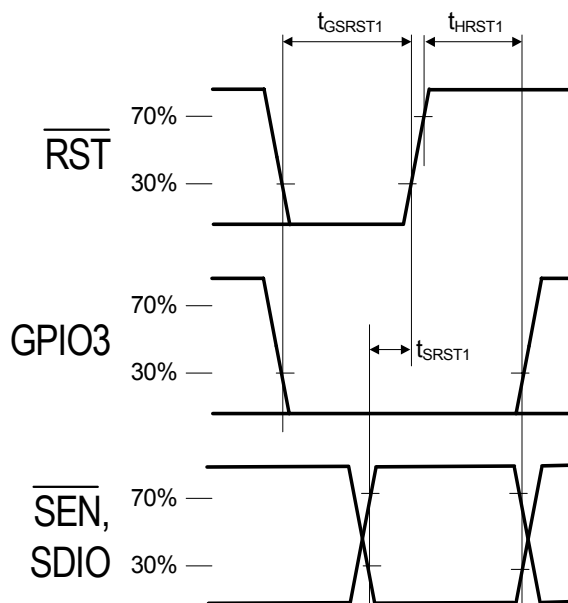 tGSRST1 tHRST1
70%
RST
30%
70%
GPIO3
30%
tSRST1
SEN,
70%
SDIO
30%